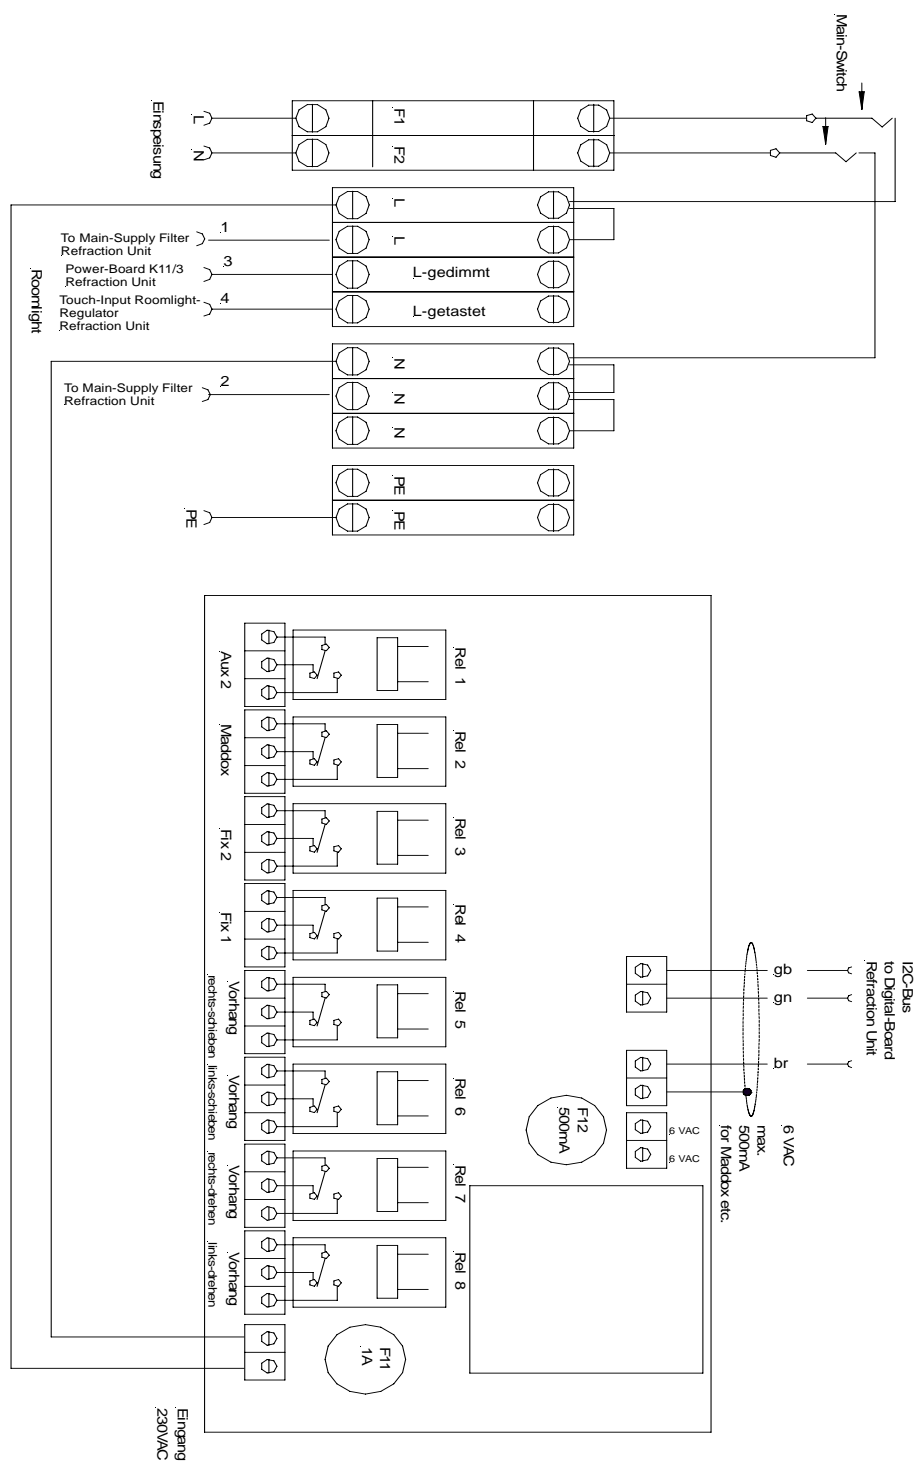 Main-Switch
Einspeisung
L
N
F1
F2
L
L
L-gedimmt
L-getastet
1
To Main-Supply Filter
Refraction Unit
3
Power-Board K11/3
Refraction Unit
4
Touch-Input Roomlight-
Regulator
Refraction Unit
Roomlight
N
N
N
2
To Main-Supply Filter
Refraction Unit
PE
PE
PE
Rel 1
Aux 2
Rel 2
Maddox
Rel 3
Fix 2
Rel 4
Fix 1
Rel 5
Vorhang
rechts-schieben
Rel 6
Vorhang
links-schieben
Rel 7
Vorhang
rechts-drehen
Rel 8
Vorhang
links-drehen
gb
gn
br
I2C-Bus
to Digital-Board
Refraction Unit
F12
500mA
6 VAC
6 VAC
6 VAC
max.
500mA
for Maddox etc.
F11
1A
Eingang
230VAC